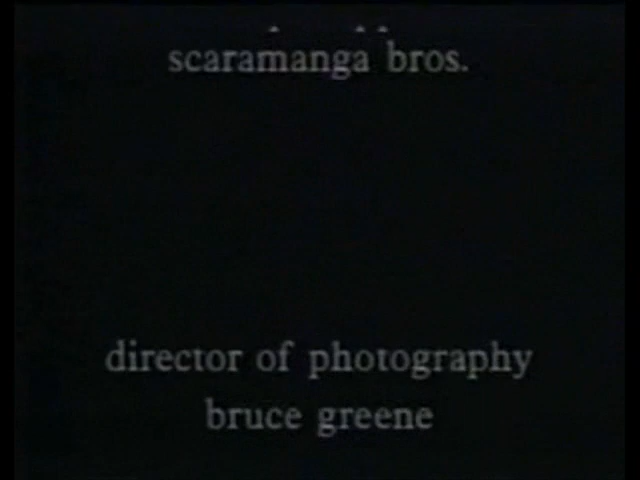 scaramanga bros.
director of photography
bruce greene